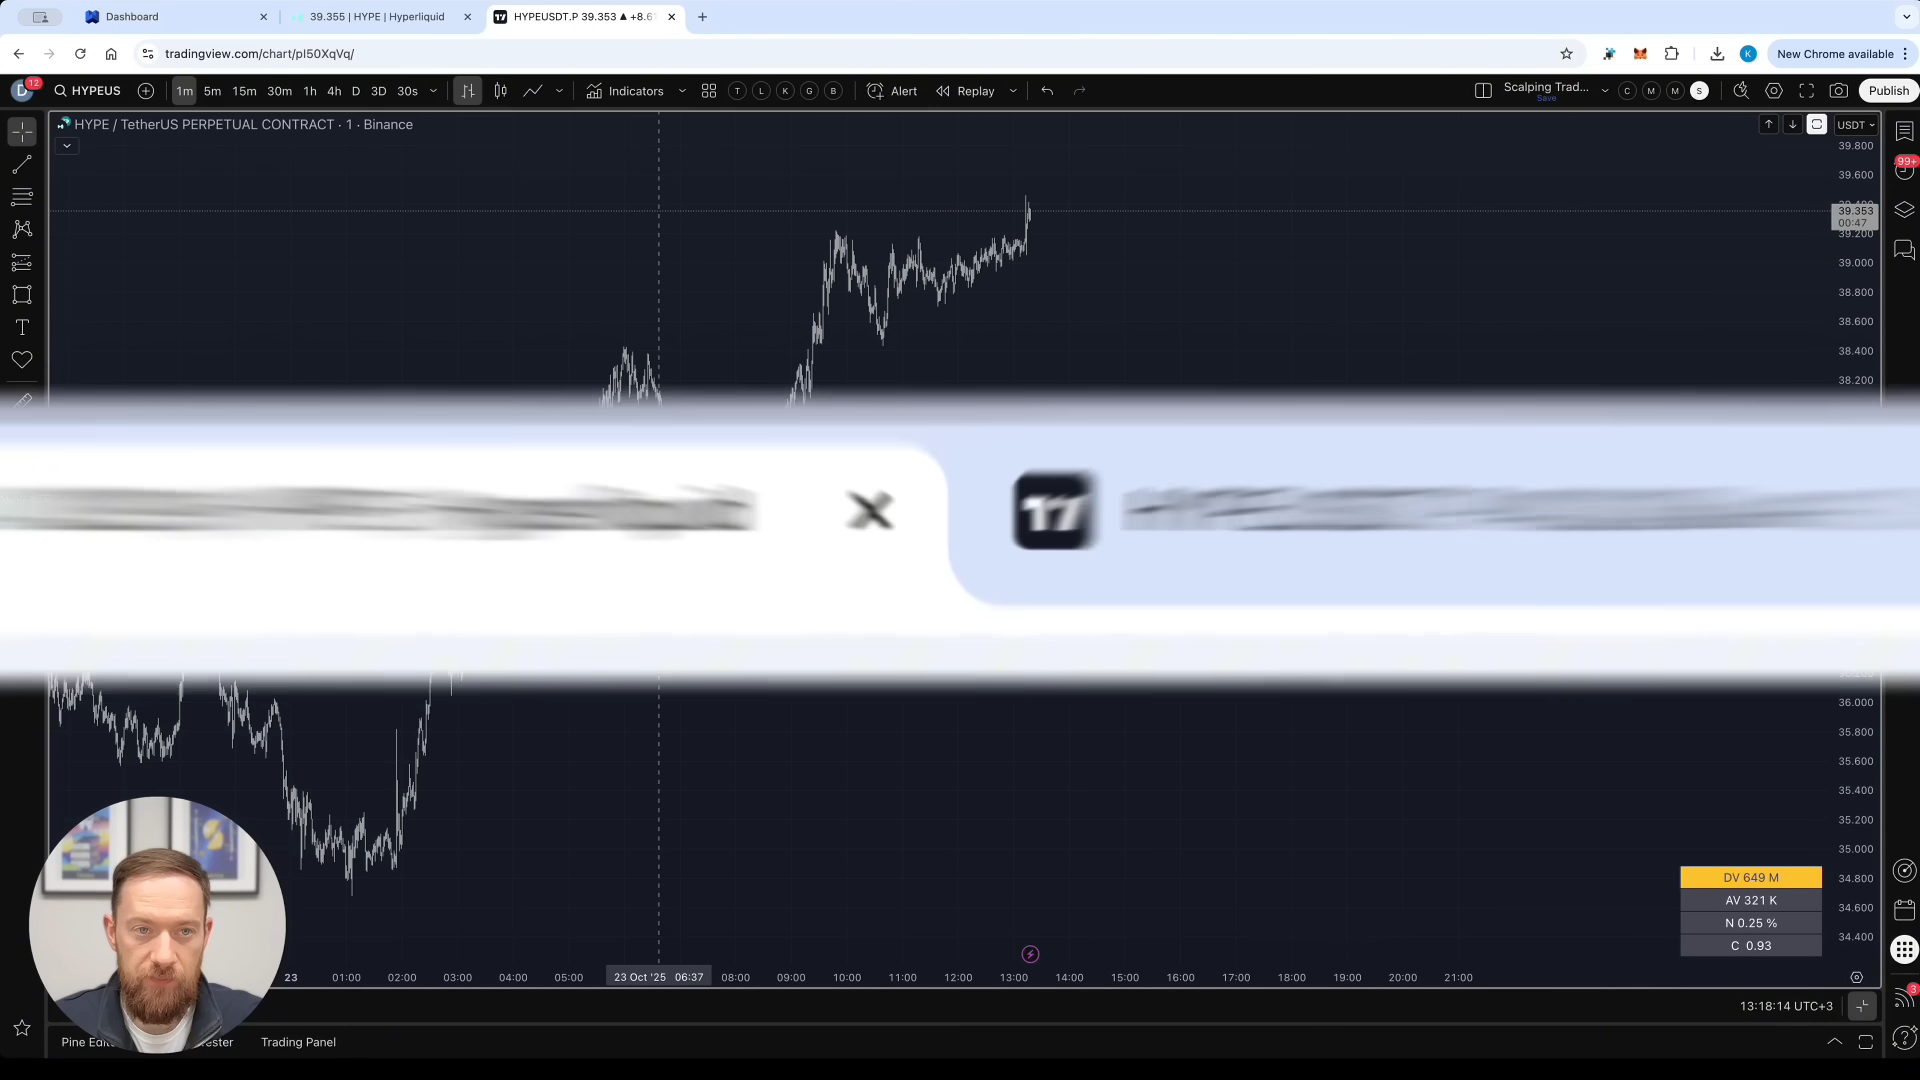 Dashboard
39.355 | HYPE | Hyperliquid
HYPEUSDT.P 39.353 ▲ +8.6
tradingview.com/chart/pI50XqVq/
K
New Chrome available
D
12
HYPEUS
1m 5m 15m 30m 1h 4h D 3D 30s
Indicators
T L K G B
Alert
Replay
Scalping Trad...
Save
C M M S
Publish
HYPE / TetherUS PERPETUAL CONTRACT · 1 · Binance
USDT
39.800
99+
39.600
39.353
00:47
39.200
39.000
38.800
38.600
38.400
38.200
36.000
35.800
35.600
35.400
35.200
35.000
34.800
34.600
34.400
DV 649 M
AV 321 K
N 0.25 %
C 0.93
23 01:00 02:00 03:00 04:00 05:00 23 Oct '25 06:37 08:00 09:00 10:00 11:00 12:00 13:00 14:00 15:00 16:00 17:00 18:00 19:00 20:00 21:00
3
13:18:14 UTC+3
Pine
Trading Panel